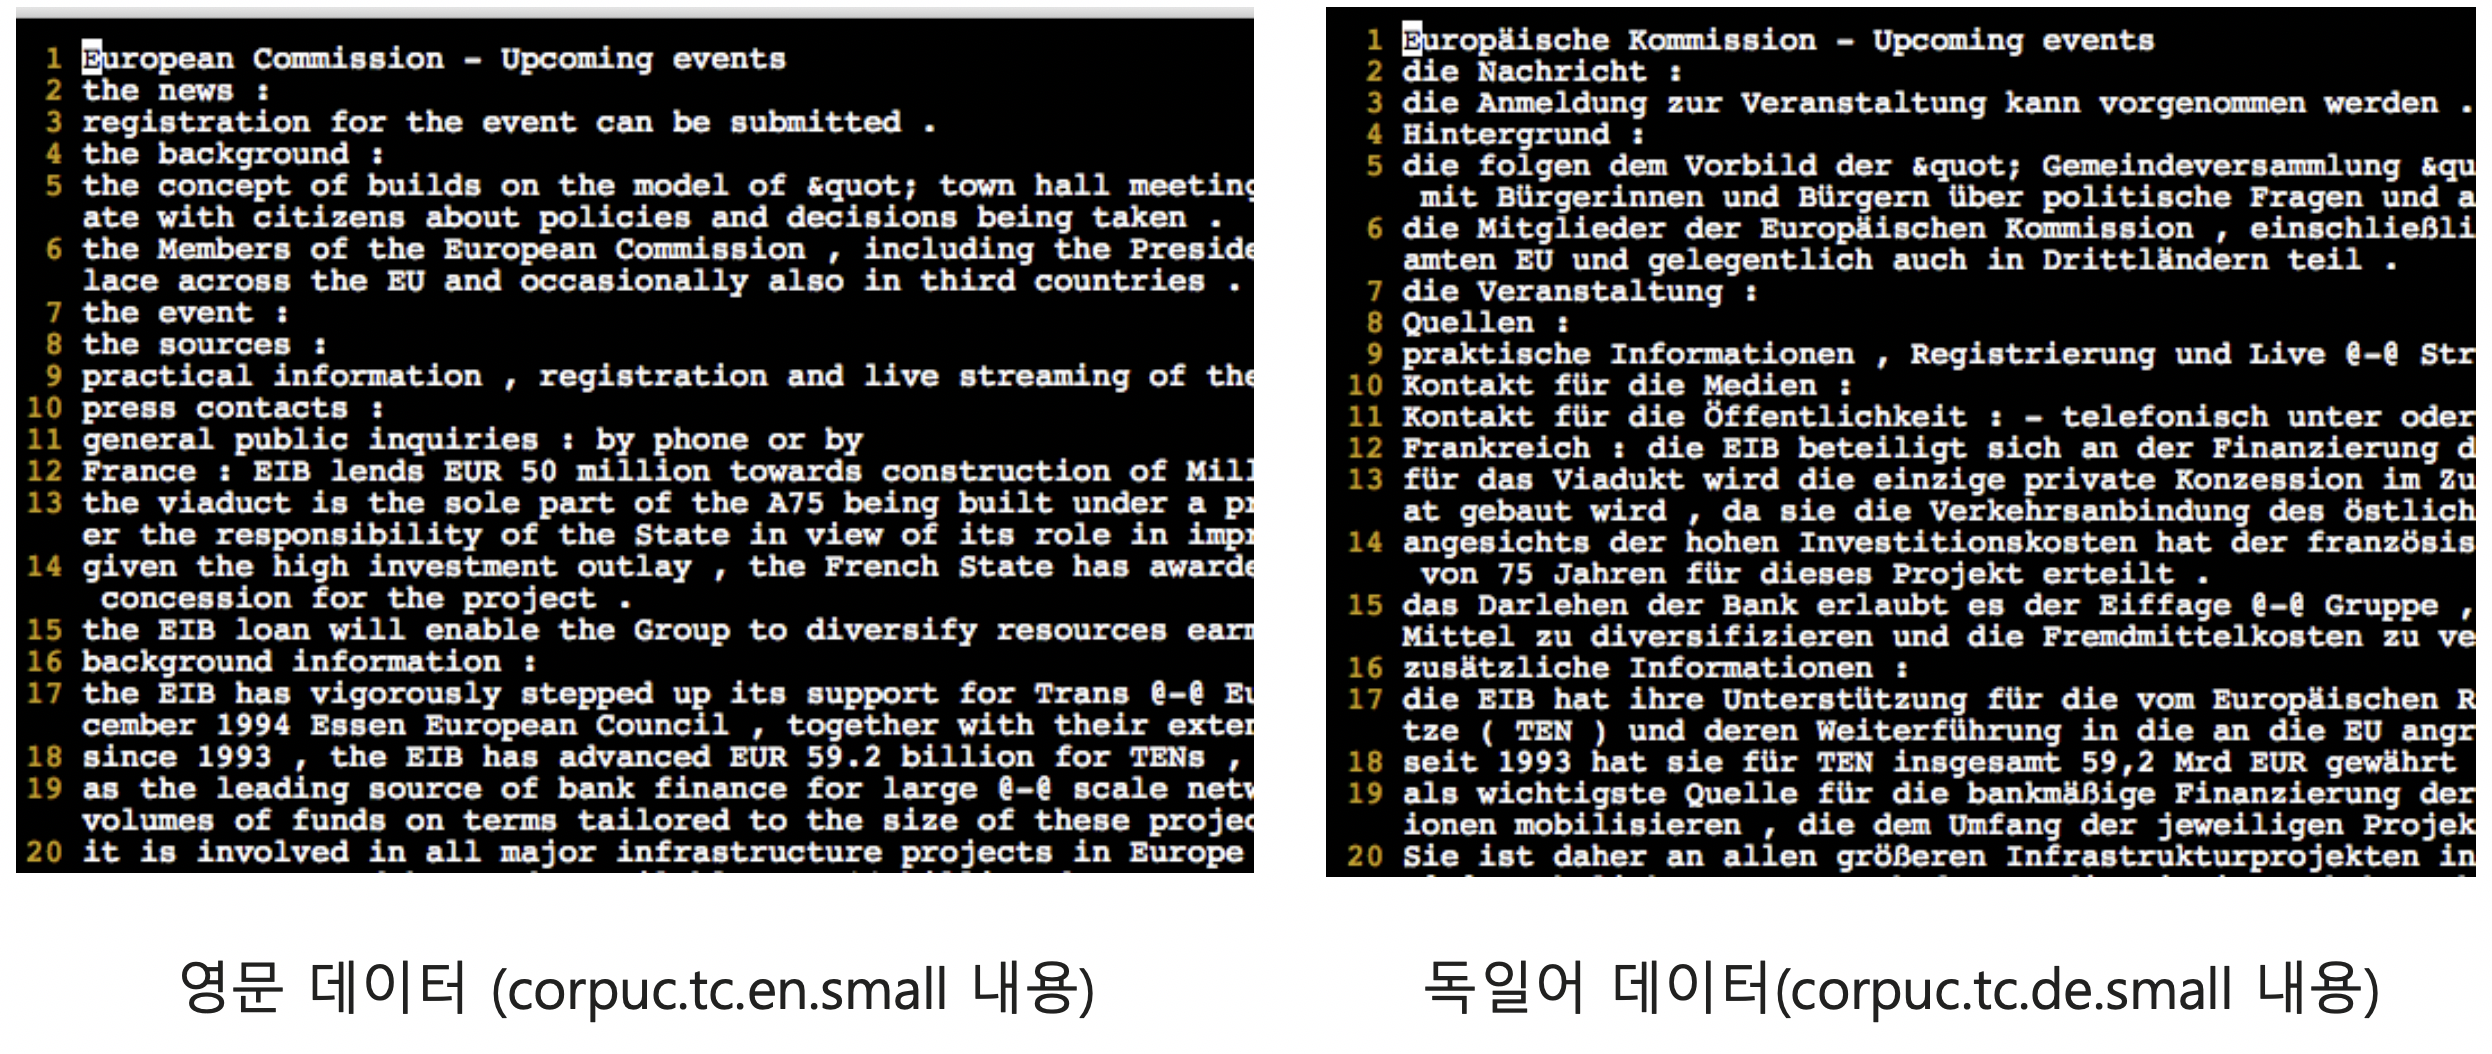 1 European Commission - Upcoming events
2 the news :
3 registration for the event can be submitted .
4 the background :
5 the concept of builds on the model of &quot; town hall meeting
ate with citizens about policies and decisions being taken .
6 the Members of the European Commission , including the
lace across the EU and occasionally also in third countries .
7 the event :
8 the sources :
9 practical information , registration and live streaming of the
10 press contacts :
11 general public inquiries : by phone or by
12 France : EIB lends EUR 50 million towards construction of
13 the viaduct is the sole part of the A75 being built under a
er the responsibility of the State in view of its role in
14 given the high investment outlay , the French State has
concession for the project .
15 the EIB loan will enable the Group to diversify resources
16 background information :
17 the EIB has vigorously stepped up its support for Trans @-@
cember 1994 Essen European Council , together with their
18 since 1993 , the EIB has advanced EUR 59.2 billion for TENs ,
19 as the leading source of bank finance for large @-@ scale
volumes of funds on terms tailored to the size of these
20 it is involved in all major infrastructure projects in Europe
영문 데이터 (corpuc.tc.en.small 내용)
1 Europäische Kommission - Upcoming events
2 die Nachricht :
3 die Anmeldung zur Veranstaltung kann vorgenommen werden .
4 Hintergrund :
5 die folgen dem Vorbild der &quot; Gemeindeversammlung
mit Bürgerinnen und Bürgern über politische Fragen und
6 die Mitglieder der Europäischen Kommission ,
amten EU und gelegentlich auch in Drittländern teil .
7 die Veranstaltung :
8 Quellen :
9 praktische Informationen , Registrierung und Live @-@
10 Kontakt für die Medien :
11 Kontakt für die Öffentlichkeit : - telefonisch unter oder
12 Frankreich : die EIB beteiligt sich an der Finanzierung
13 für das Viadukt wird die einzige private Konzession im
at gebaut wird , da sie die Verkehrsanbindung des
14 angesichts der hohen Investitionskosten hat der
von 75 Jahren für dieses Projekt erteilt .
15 das Darlehen der Bank erlaubt es der Eiffage @-@ Gruppe ,
Mittel zu diversifizieren und die Fremdmittelkosten zu
16 zusätzliche Informationen :
17 die EIB hat ihre Unterstützung für die vom Europäischen
tze ( TEN ) und deren Weiterführung in die an die EU
18 seit 1993 hat sie für TEN insgesamt 59,2 Mrd EUR gewährt
19 als wichtigste Quelle für die bankmäßige Finanzierung der
ionen mobilisieren , die dem Umfang der jeweiligen
20 Sie ist daher an allen größeren Infrastrukturprojekten in
독일어 데이터(corpuc.tc.de.small 내용)